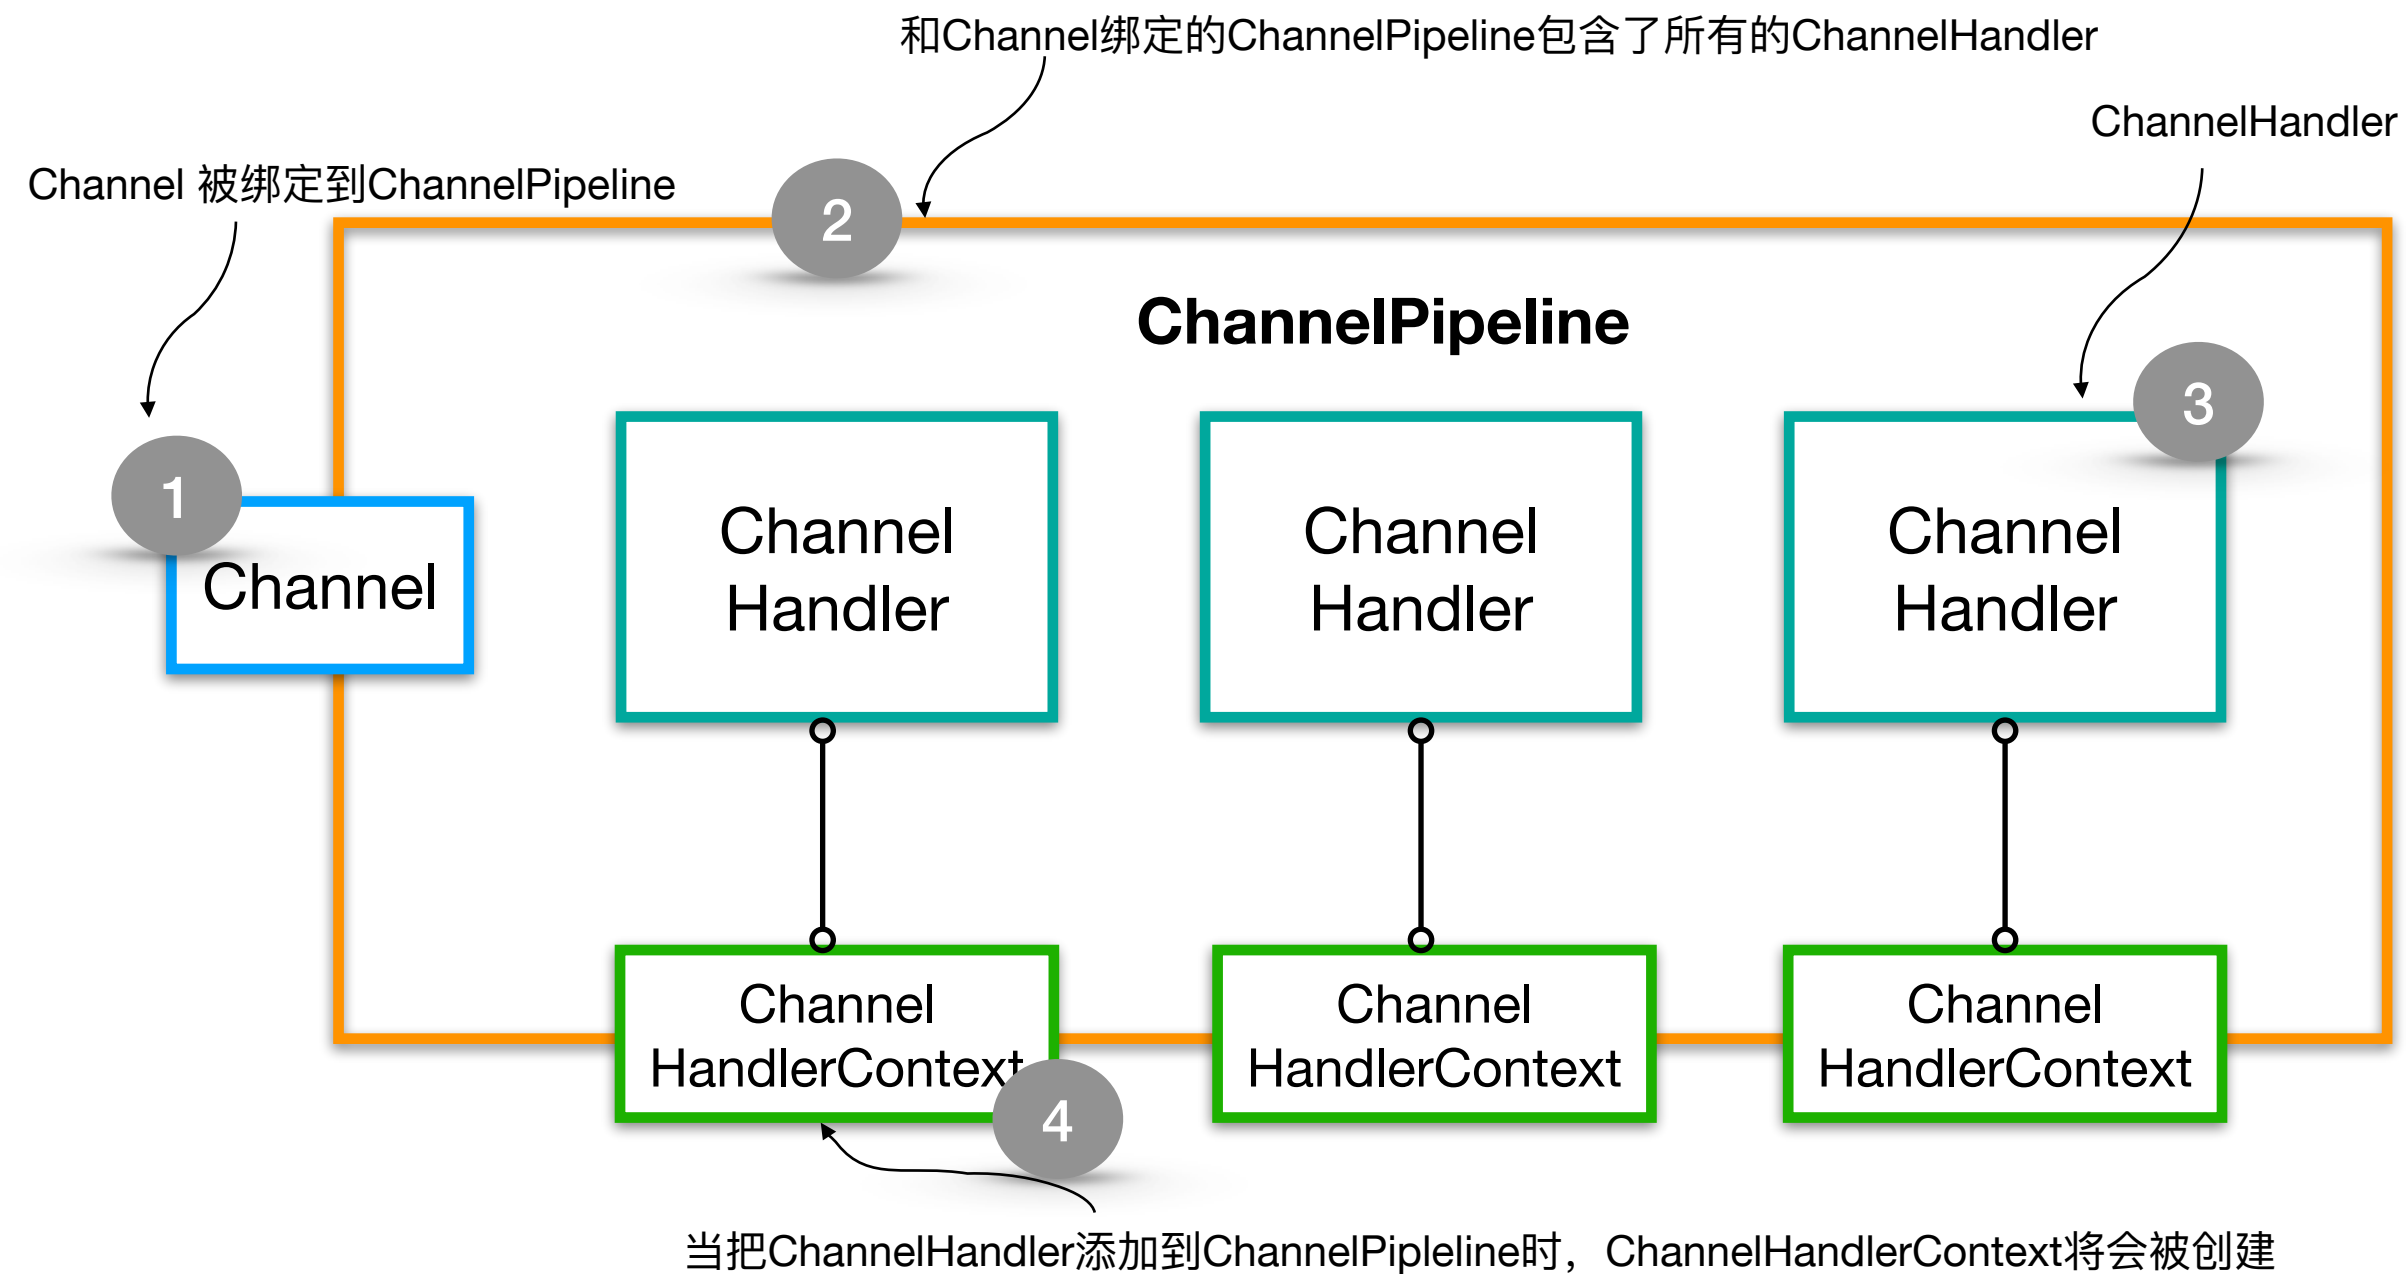 和Channel绑定的ChannelPipeline包含了所有的ChannelHandler
ChannelHandler
Channel 被绑定到ChannelPipeline
2
ChannelPipeline
3
1
Channel
Channel
Handler
Channel
Handler
Channel
Handler
Channel
HandlerContext
Channel
HandlerContext
Channel
HandlerContext
4
当把ChannelHandler添加到ChannelPipleline时，ChannelHandlerContext将会被创建